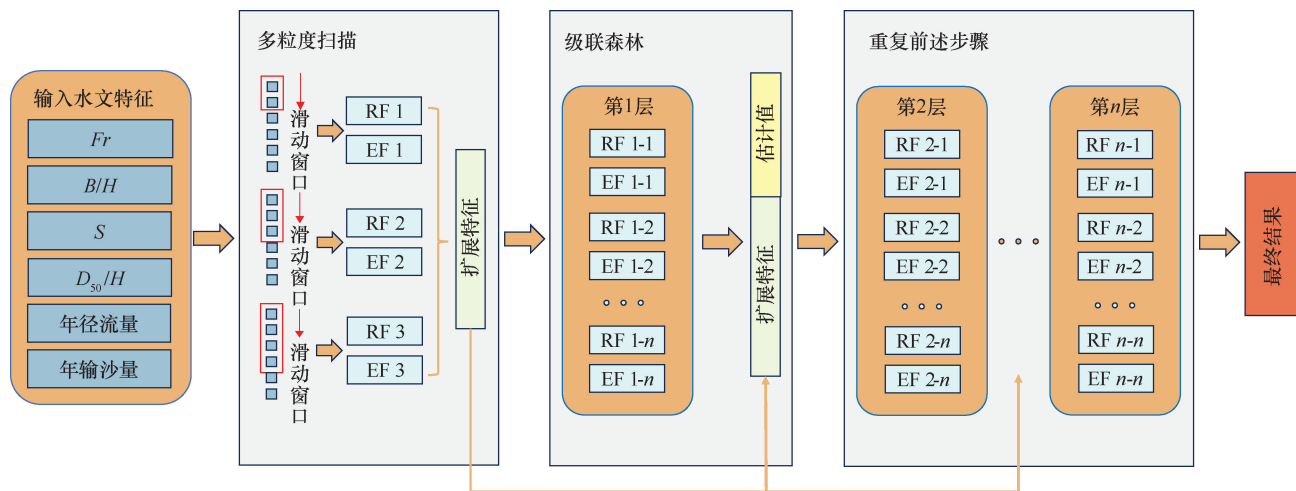 输入水文特征
Fr
B/H
S
D₅₀/H
年径流量
年输沙量
多粒度扫描
滑动窗口
RF 1
EF 1
滑动窗口
RF 2
EF 2
滑动窗口
RF 3
EF 3
扩展特征
级联森林
第1层
RF 1-1
EF 1-1
RF 1-2
EF 1-2
RF 1-n
EF 1-n
估计值
扩展特征
重复前述步骤
第2层
RF 2-1
EF 2-1
RF 2-2
EF 2-2
RF 2-n
EF 2-n
第n层
RF n-1
EF n-1
RF n-2
EF n-2
RF n-n
EF n-n
最终结果